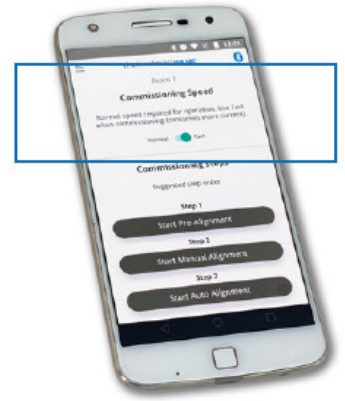 13:01
Beam 1
Commissioning Speed
Normal speed required for operation. Use Fast
when commissioning (consumes more current).
Normal Fast
Commissioning Steps
Suggested step order
Step 1
Start Pre-Alignment
Step 2
Start Manual Alignment
Step 3
Start Auto Alignment